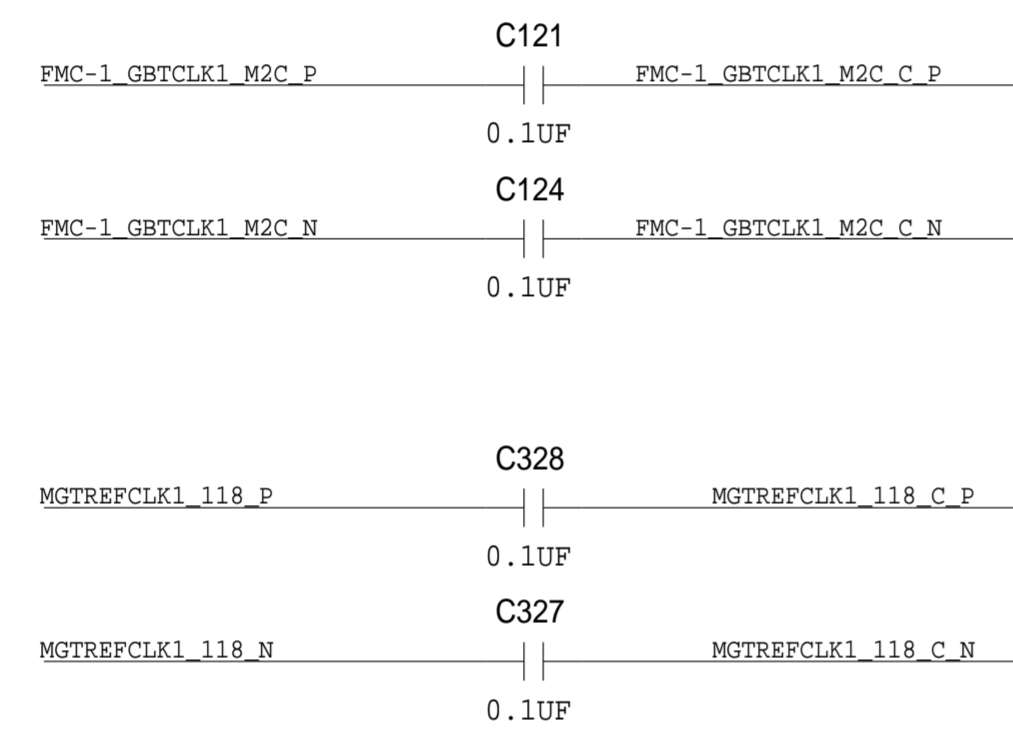 C121
FMC-1_GBTCLK1_M2C_P FMC-1_GBTCLK1_M2C_C_P
0.1UF
C124
FMC-1_GBTCLK1_M2C_N FMC-1_GBTCLK1_M2C_C_N
0.1UF
C328
MGTREFCLK1_118_P MGTREFCLK1_118_C_P
0.1UF
C327
MGTREFCLK1_118_N MGTREFCLK1_118_C_N
0.1UF